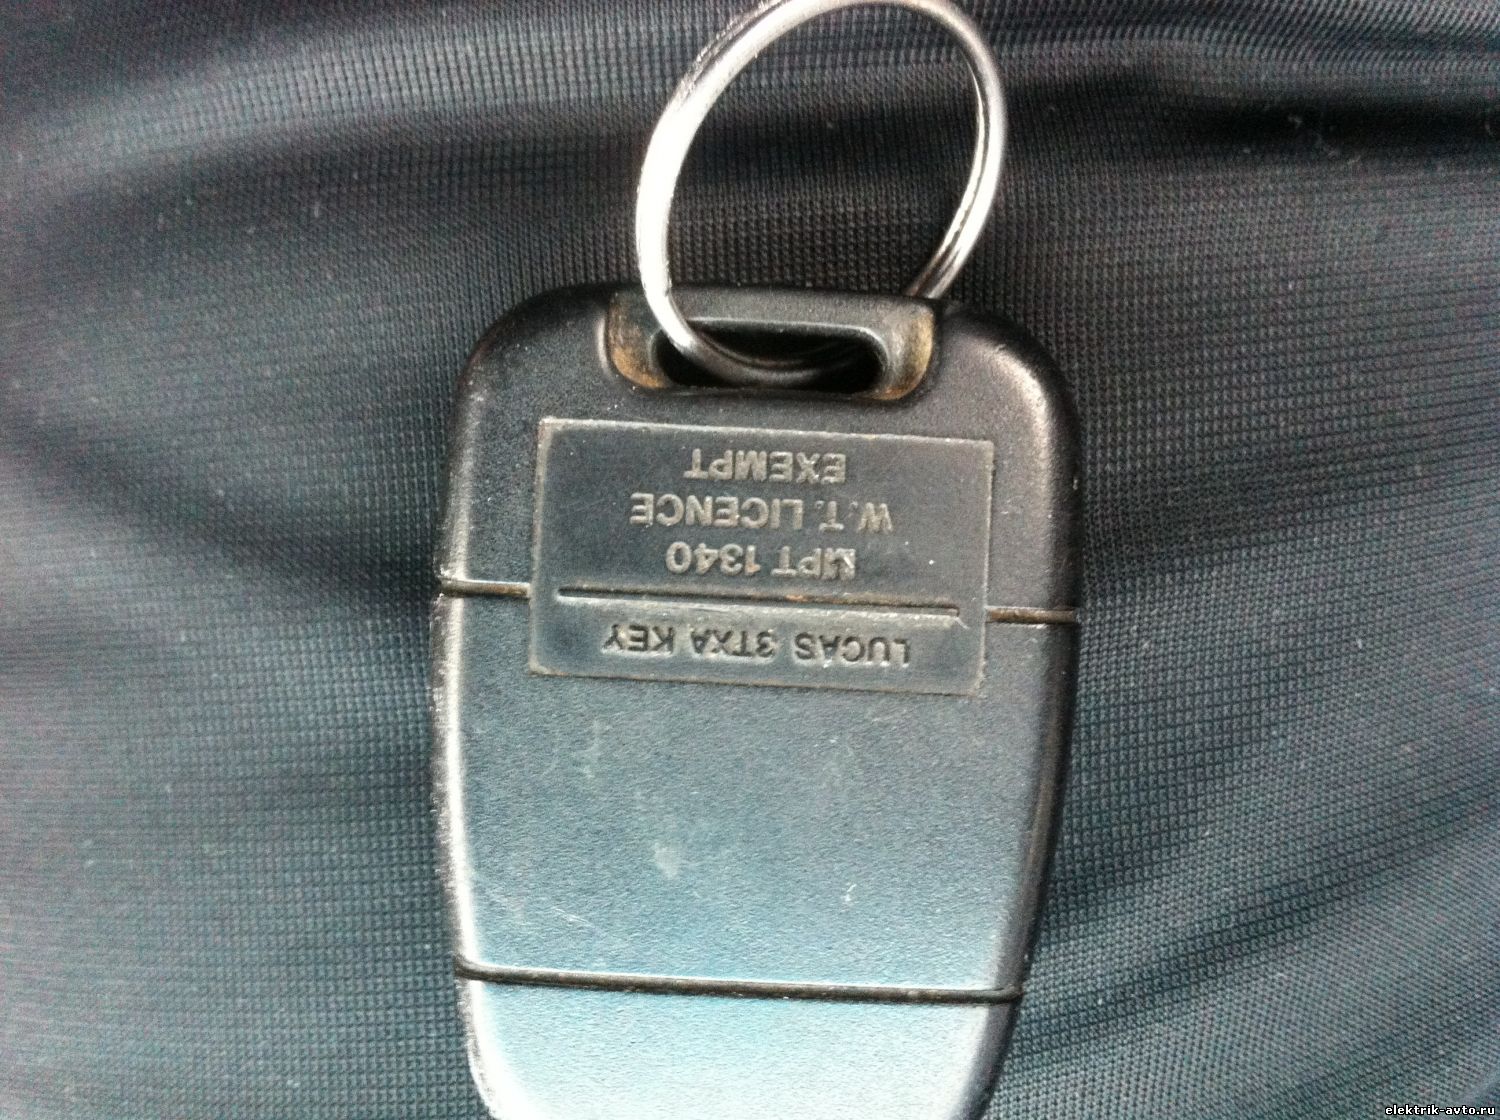 LUCAS 3TXA KEY
MPT 1340
W.T. LICENCE
EXEMPT
elektrik-avto.ru